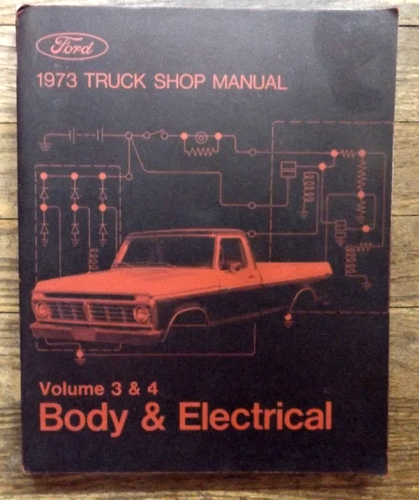 Ford
1973 TRUCK SHOP MANUAL
Volume 3 & 4
Body & Electrical